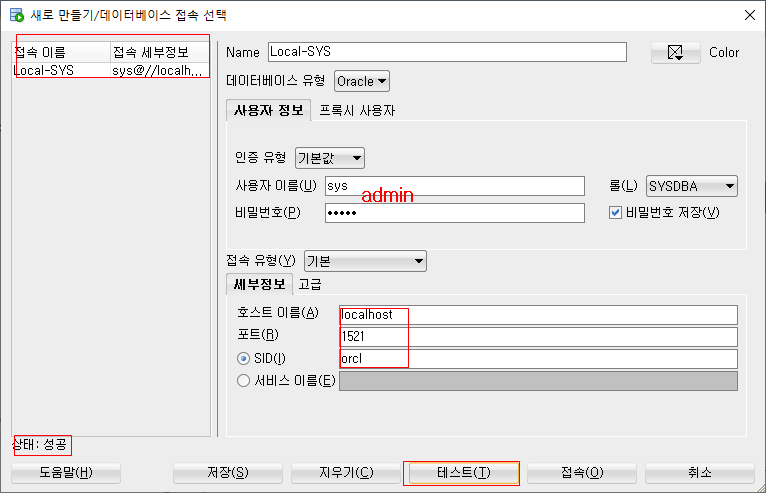 새로 만들기/데이터베이스 접속 선택
접속 이름 접속 세부정보
Local-SYS sys@//localh...
Name Local-SYS Color
데이터베이스 유형 Oracle
사용자 정보 프록시 사용자
인증 유형 기본값
사용자 이름(U) sys 롤(L) SYSDBA
admin
비밀번호(P) ●●●●● 비밀번호 저장(V)
접속 유형(Y) 기본
세부정보 고급
호스트 이름(A) localhost
포트(R) 1521
SID(I) orcl
서비스 이름(E)
상태: 성공
도움말(H) 저장(S) 지우기(C) 테스트(T) 접속(O) 취소